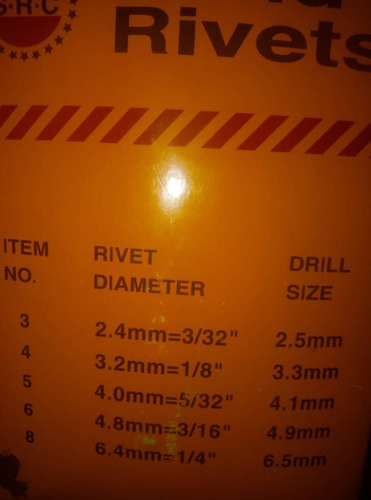 S·R·C
Rivets
ITEM NO. RIVET DIAMETER DRILL SIZE
3 2.4mm=3/32" 2.5mm
4 3.2mm=1/8" 3.3mm
5 4.0mm=5/32" 4.1mm
6 4.8mm=3/16" 4.9mm
8 6.4mm=1/4" 6.5mm